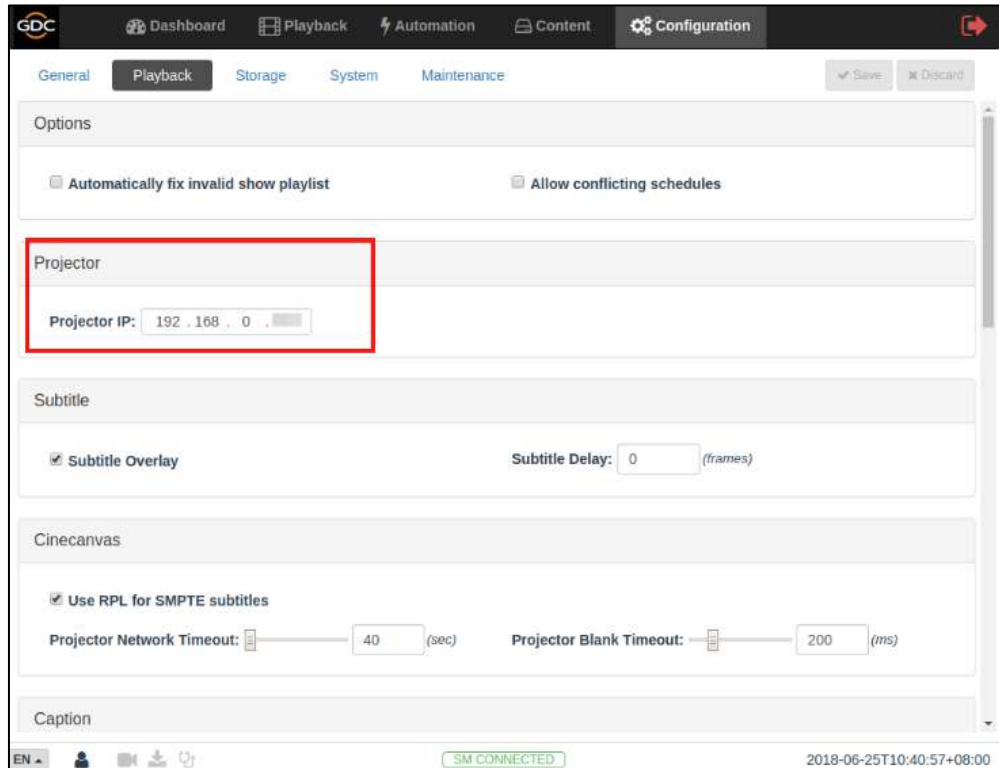 GDC Dashboard Playback Automation Content Configuration
General Playback Storage System Maintenance Save Discard
Options
Automatically fix invalid show playlist Allow conflicting schedules
Projector
Projector IP: 192 . 168 . 0 .
Subtitle
Subtitle Overlay Subtitle Delay: 0 (frames)
Cinecanvas
Use RPL for SMPTE subtitles
Projector Network Timeout: 40 (sec) Projector Blank Timeout: 200 (ms)
Caption
EN SM CONNECTED 2018-06-25T10:40:57+08:00